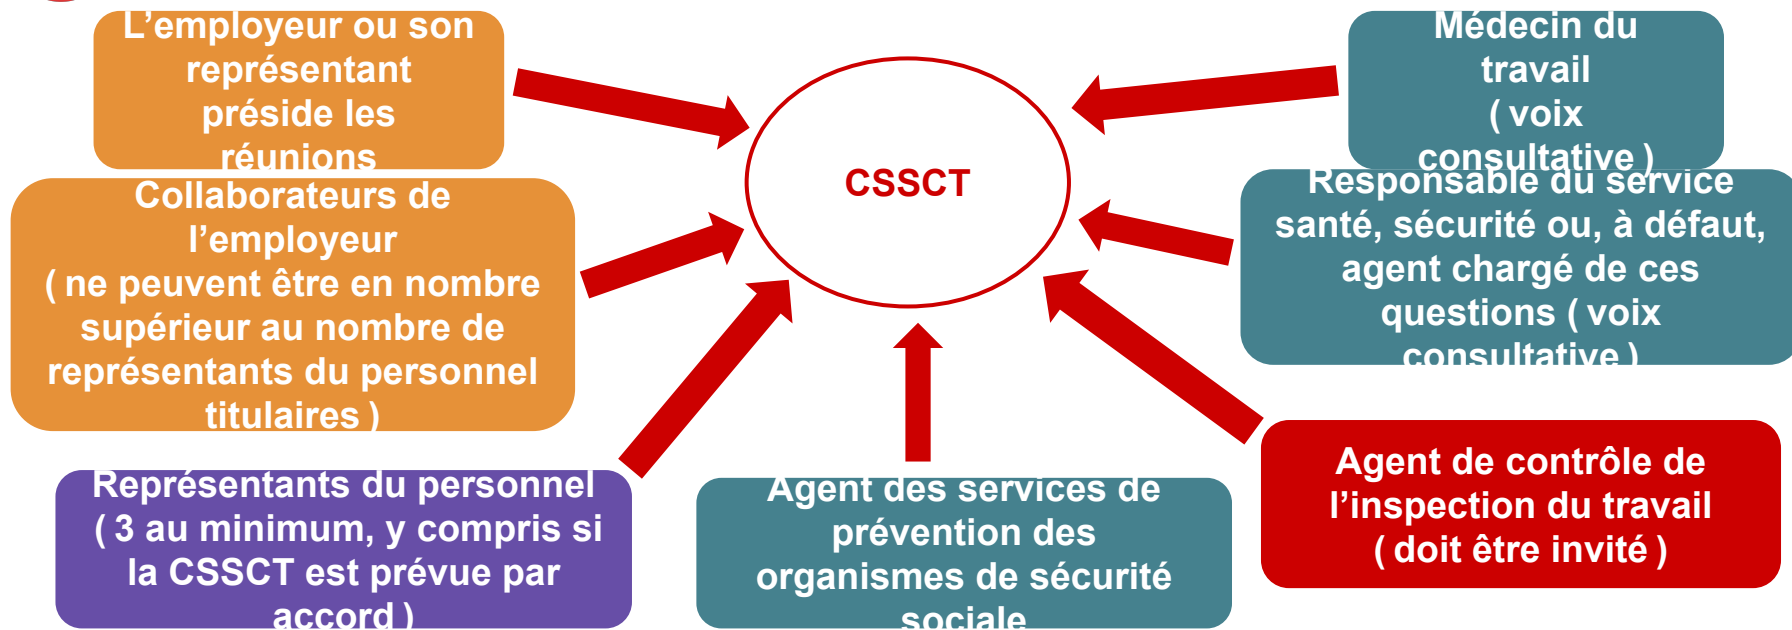 L’employeur ou son
représentant
préside les
réunions
Collaborateurs de
l’employeur
( ne peuvent être en nombre
supérieur au nombre de
représentants du personnel
titulaires )
Représentants du personnel
( 3 au minimum, y compris si
la CSSCT est prévue par
accord )
CSSCT
Agent des services de
prévention des
organismes de sécurité
sociale
Médecin du
travail
( voix
consultative )
Responsable du service
santé, sécurité ou, à défaut,
agent chargé de ces
questions ( voix
consultative )
Agent de contrôle de
l’inspection du travail
( doit être invité )